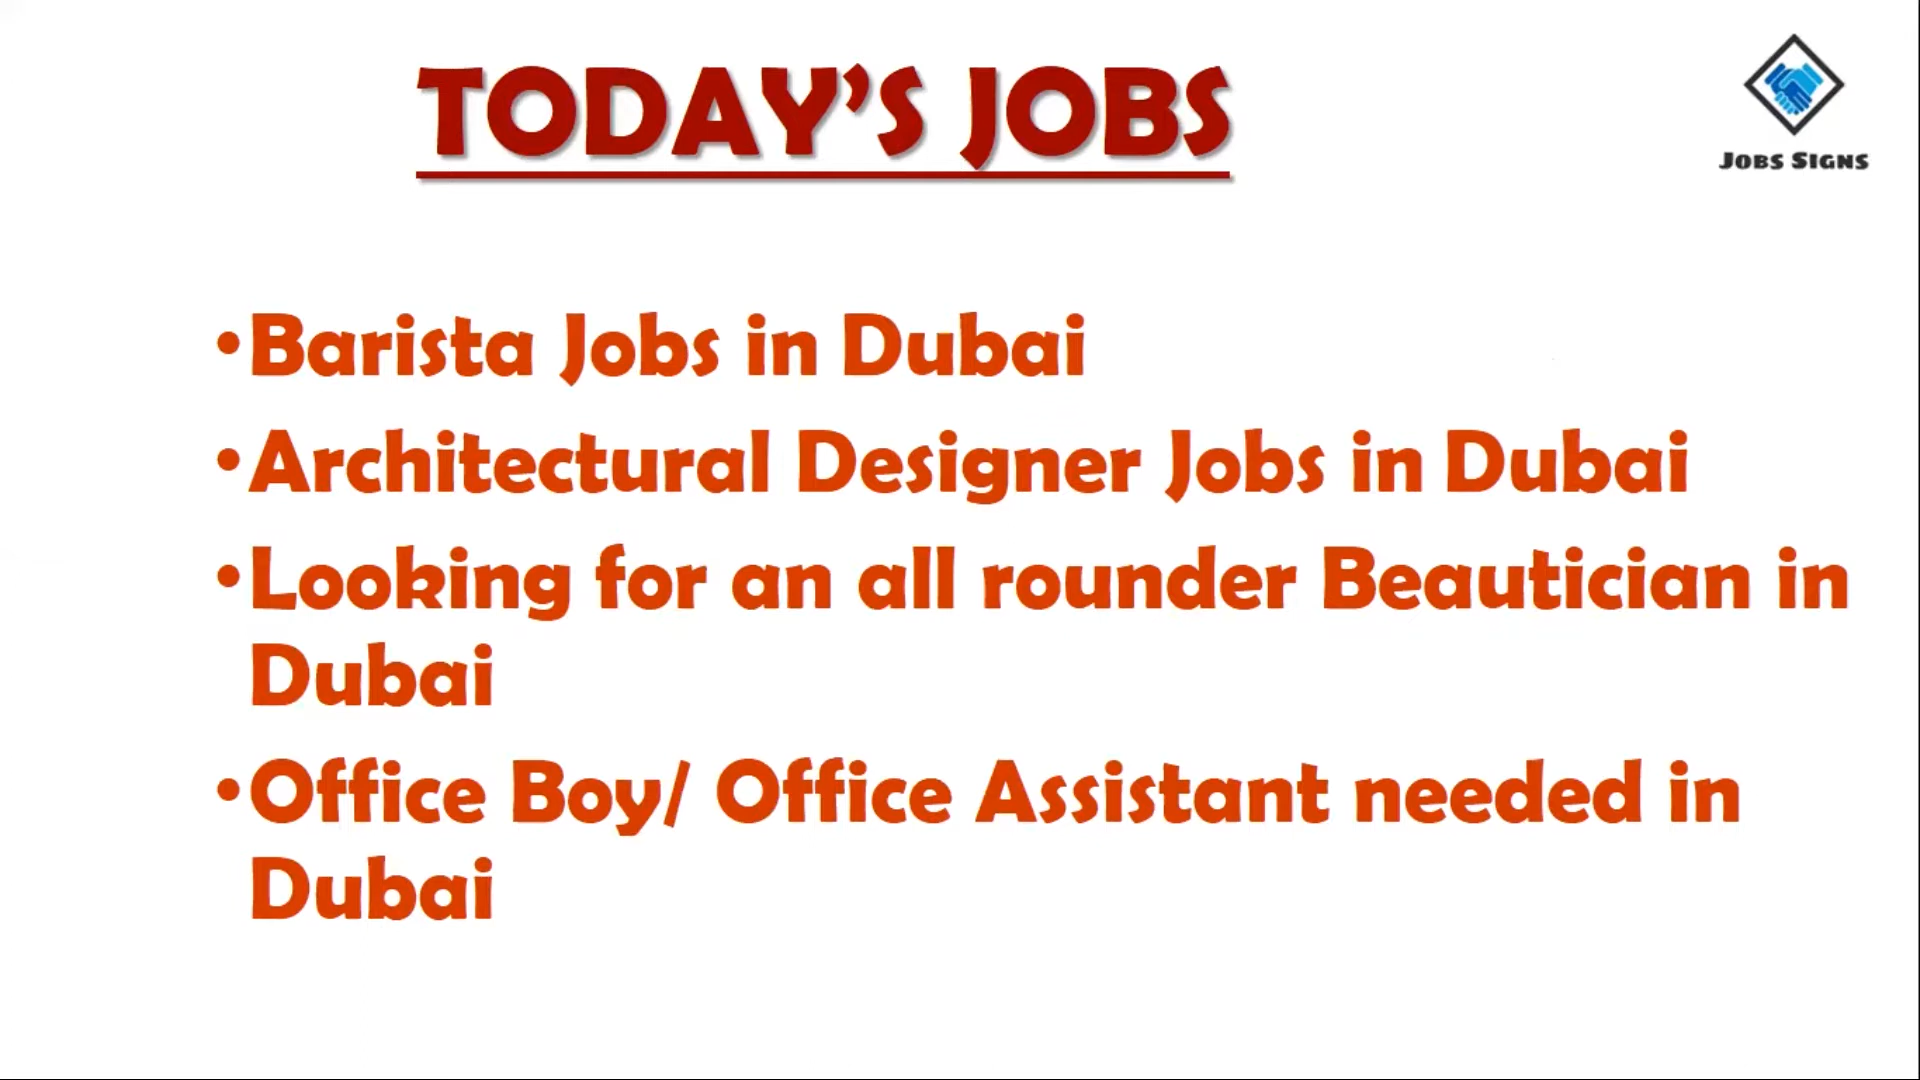 TODAY’S JOBS
JOBS SIGNS
•Barista Jobs in Dubai
•Architectural Designer Jobs in Dubai
•Looking for an all rounder Beautician in
Dubai
•Office Boy/ Office Assistant needed in
Dubai